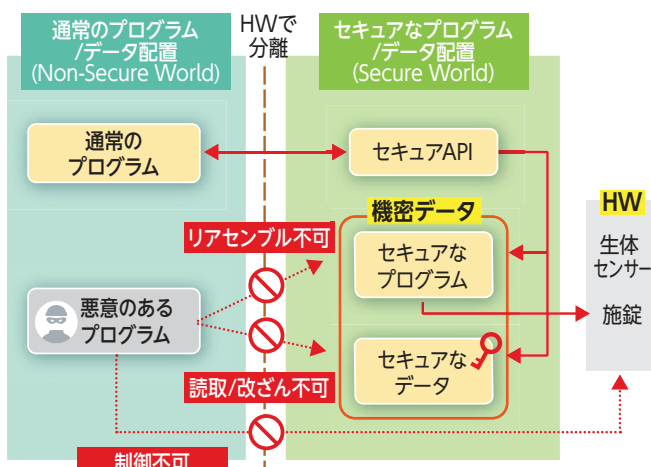 通常のプログラム
/データ配置
(Non-Secure World)
HWで
分離
セキュアなプログラム
/データ配置
(Secure World)
通常の
プログラム
セキュアAPI
機密データ
HW
リアセンブル不可
セキュアな
プログラム
生体
センサー
施錠
悪意のある
プログラム
読取/改ざん不可
セキュアな
データ
制御不可